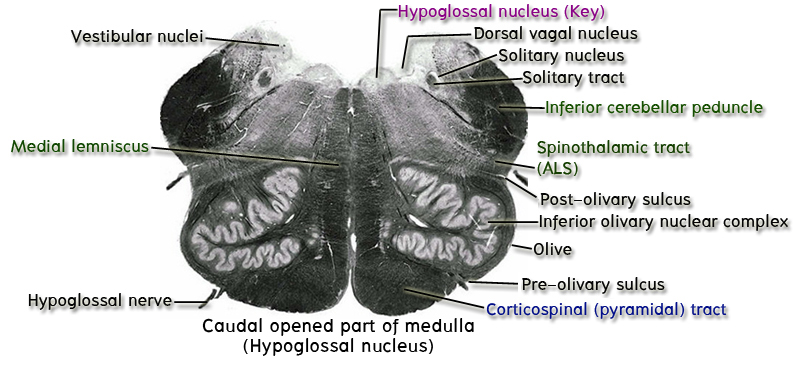 Hypoglossal nucleus (Key)
Vestibular nuclei
Dorsal vagal nucleus
Solitary nucleus
Solitary tract
Inferior cerebellar peduncle
Medial lemniscus
Spinothalamic tract
(ALS)
Post-olivary sulcus
Inferior olivary nuclear complex
Olive
Pre-olivary sulcus
Hypoglossal nerve
Corticospinal (pyramidal) tract
Caudal opened part of medulla
(Hypoglossal nucleus)